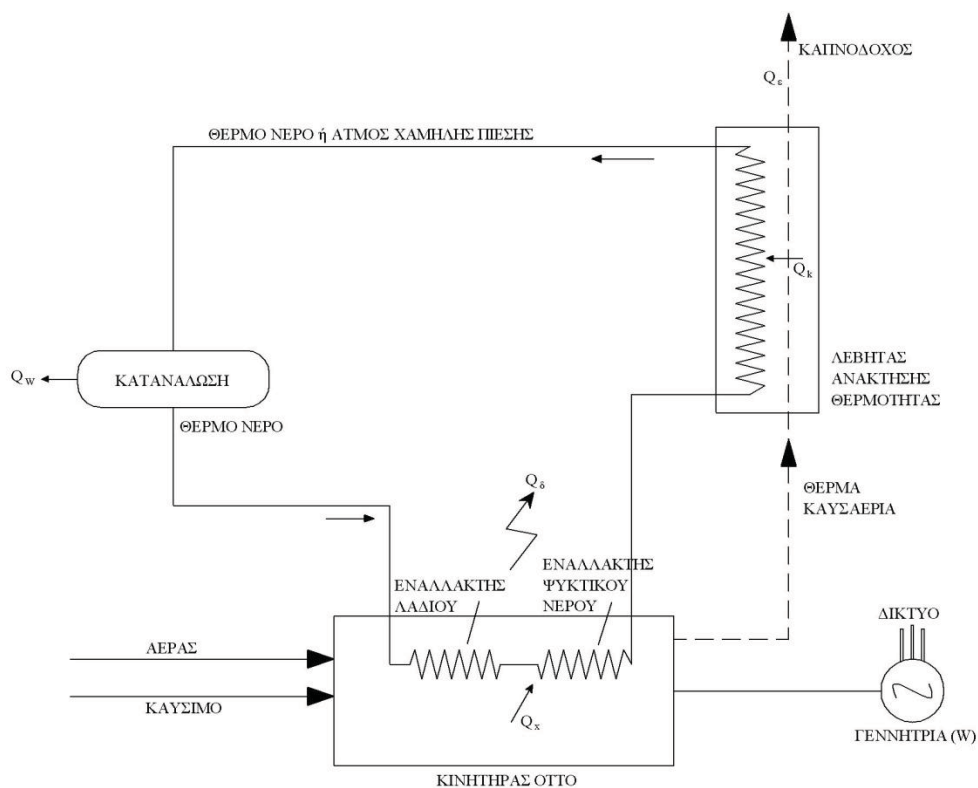 ΚΑΠΝΟΔΟΧΟΣ
Qε
ΘΕΡΜΟ ΝΕΡΟ ή ΑΤΜΟΣ ΧΑΜΗΛΗΣ ΠΙΕΣΗΣ
Qk
ΛΕΒΗΤΑΣ
ΑΝΑΚΤΗΣΗΣ
ΘΕΡΜΟΤΗΤΑΣ
QW
ΚΑΤΑΝΑΛΩΣΗ
ΘΕΡΜΟ ΝΕΡΟ
Qδ
ΘΕΡΜΑ
ΚΑΥΣΑΕΡΙΑ
ΕΝΑΛΛΑΚΤΗΣ
ΛΑΔΙΟΥ
ΕΝΑΛΛΑΚΤΗΣ
ΨΥΚΤΙΚΟΥ
ΝΕΡΟΥ
ΔΙΚΤΥΟ
ΑΕΡΑΣ
ΚΑΥΣΙΜΟ
Qx
ΓΕΝΝΗΤΡΙΑ (W)
ΚΙΝΗΤΗΡΑΣ ΟΤΤΟ